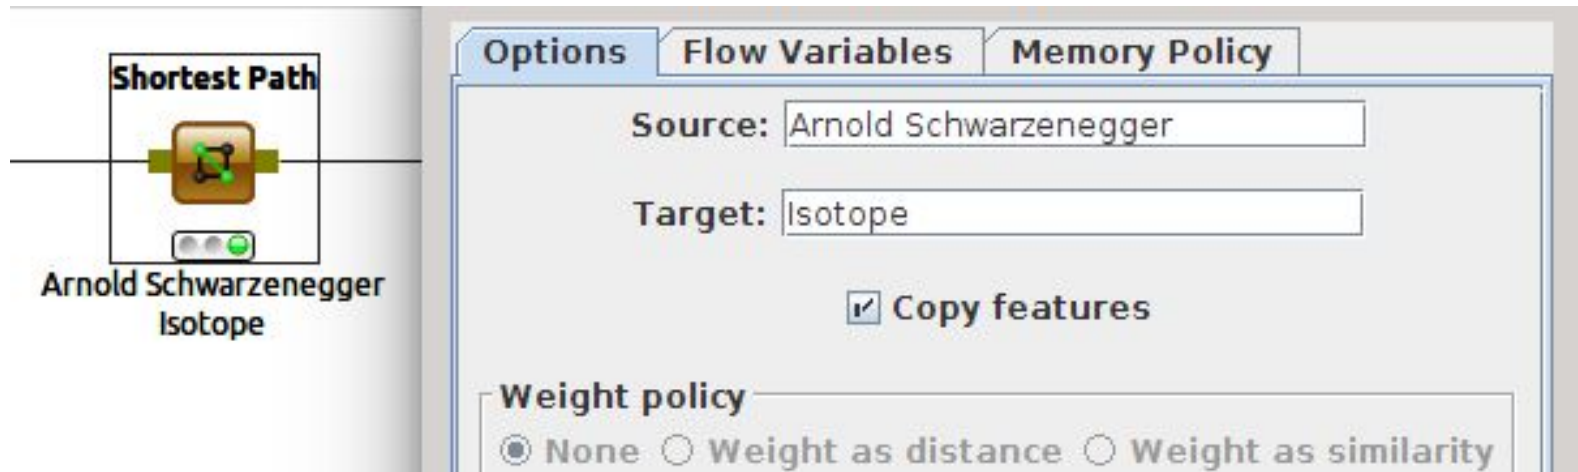 Shortest Path
Arnold Schwarzenegger
Isotope
Options Flow Variables Memory Policy
Source: Arnold Schwarzenegger
Target: Isotope
Copy features
Weight policy
None Weight as distance Weight as similarity